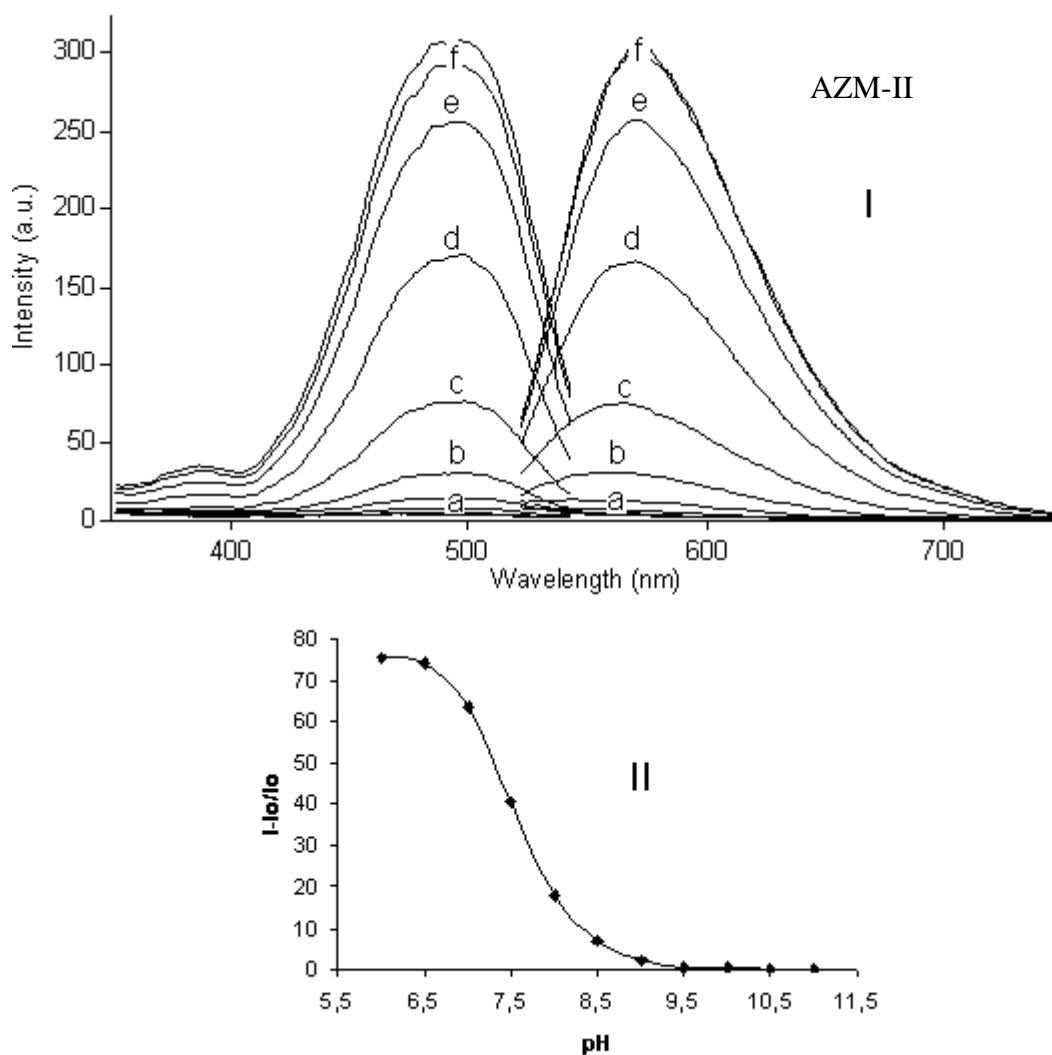 300
250
200
150
100
50
0
Intensity (a.u.)
f
e
d
c
b
a
f
e
d
c
b
a
AZM-II
I
400 500 600 700
Wavelength (nm)
80
70
60
50
40
30
20
10
0
I-Io/Io
II
5,5 6,5 7,5 8,5 9,5 10,5 11,5
pH